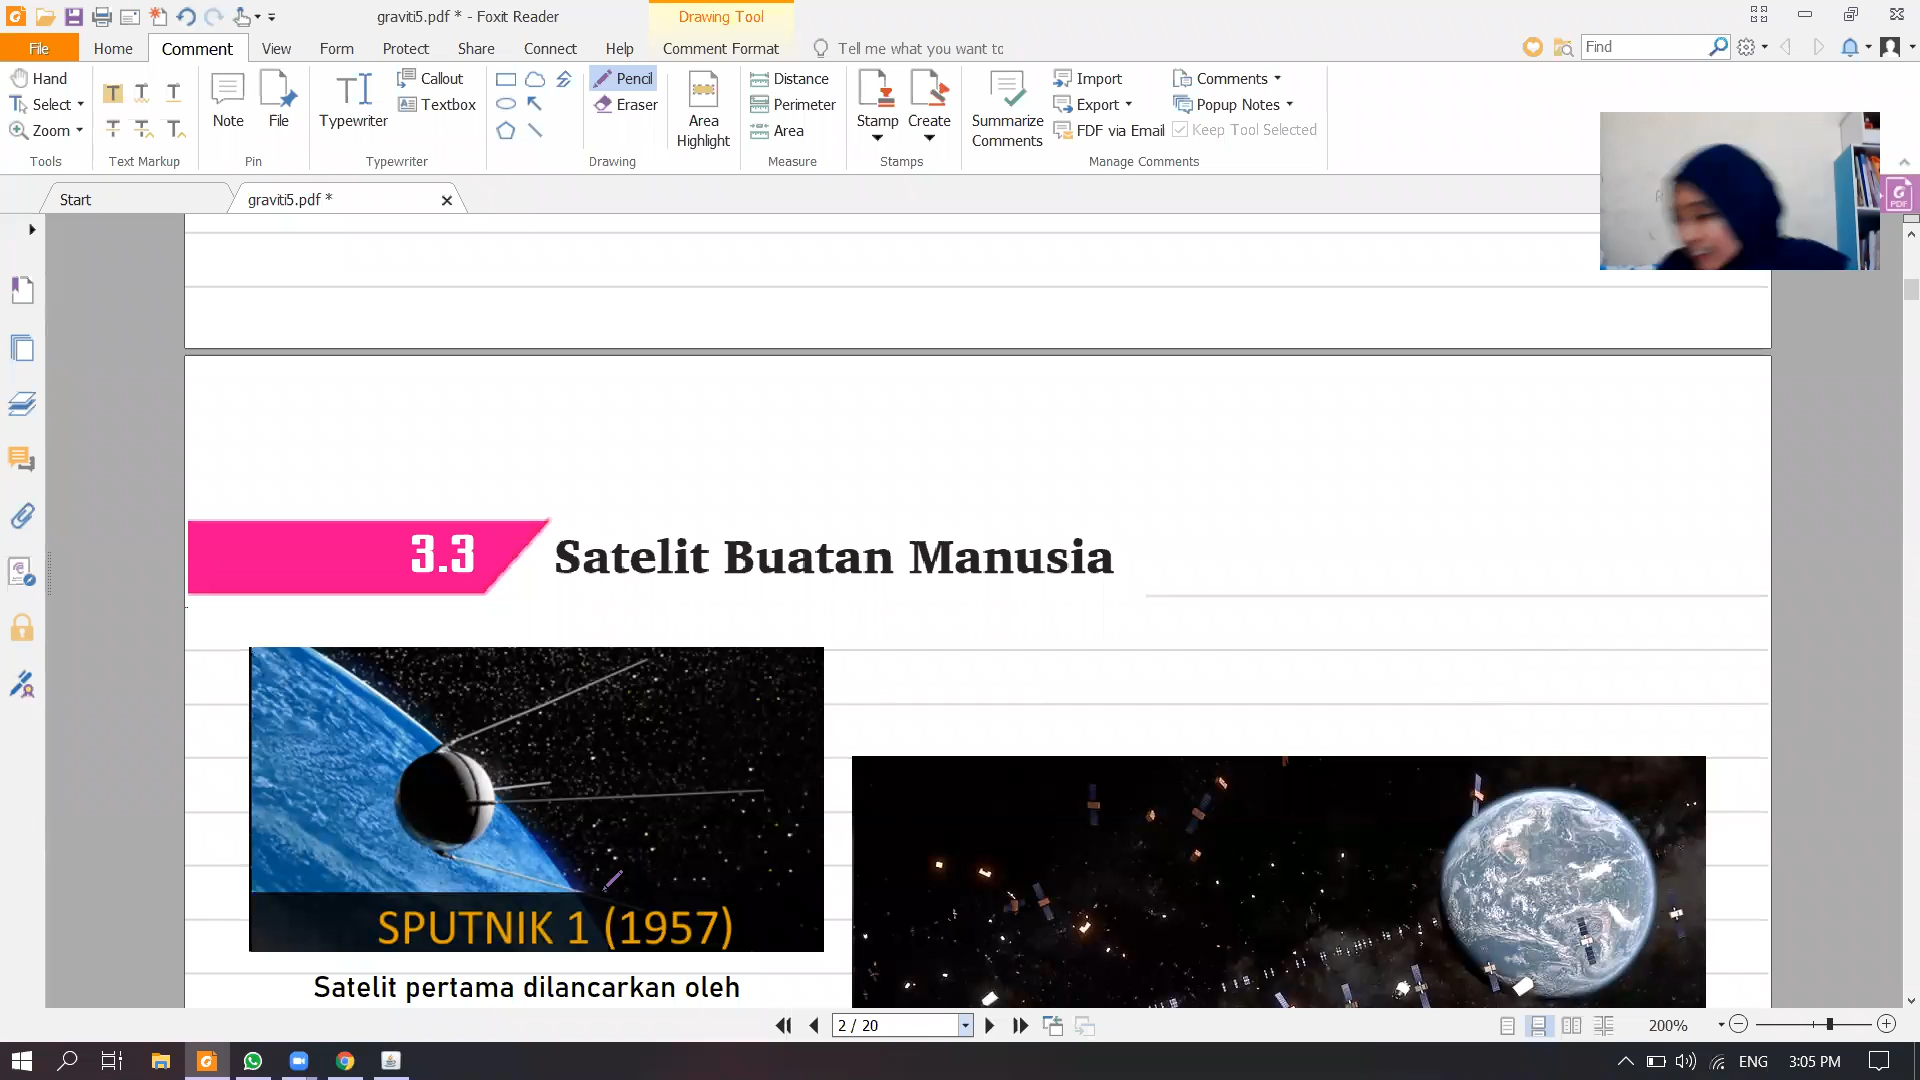 graviti5.pdf * - Foxit Reader
Drawing Tool
File Home Comment View Form Protect Share Connect Help Comment Format Tell me what you want to Find
Hand
Select
Zoom
Tools
Text Markup
Note
File
Pin
Typewriter
Callout
Textbox
Typewriter
Pencil
Eraser
Drawing
Area
Highlight
Distance
Perimeter
Area
Measure
Stamp
Create
Stamps
Summarize
Comments
Import
Export
FDF via Email
Comments
Popup Notes
Keep Tool Selected
Manage Comments
Start
graviti5.pdf *
PDF
3.3 Satelit Buatan Manusia
SPUTNIK 1 (1957)
Satelit pertama dilancarkan oleh
2 / 20
200%
ENG
3:05 PM